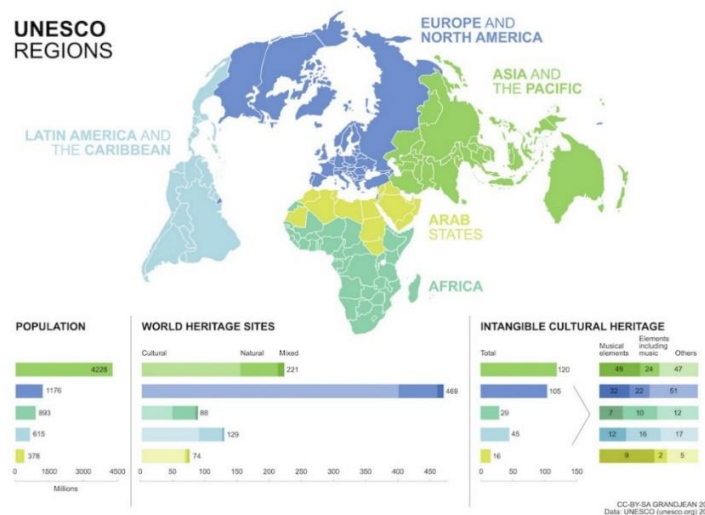 UNESCO
REGIONS
EUROPE AND
NORTH AMERICA
ASIA AND
THE PACIFIC
LATIN AMERICA AND
THE CARIBBEAN
ARAB
STATES
AFRICA
POPULATION
4228
1176
893
615
378
0 1500 3000 4500
Millions
WORLD HERITAGE SITES
Cultural Natural Mixed
221
469
88
129
74
0 50 100 150 200 250 300 350 400 450
INTANGIBLE CULTURAL HERITAGE
Total
Musical
elements
Elements
including
music
Others
120
49 24 47
105
32 22 51
29
7 10 12
45
12 16 17
16
9 2 5
0 50 100 150
CC-BY-SA GRANDJEAN 20
Data: UNESCO (unesco.org) 20